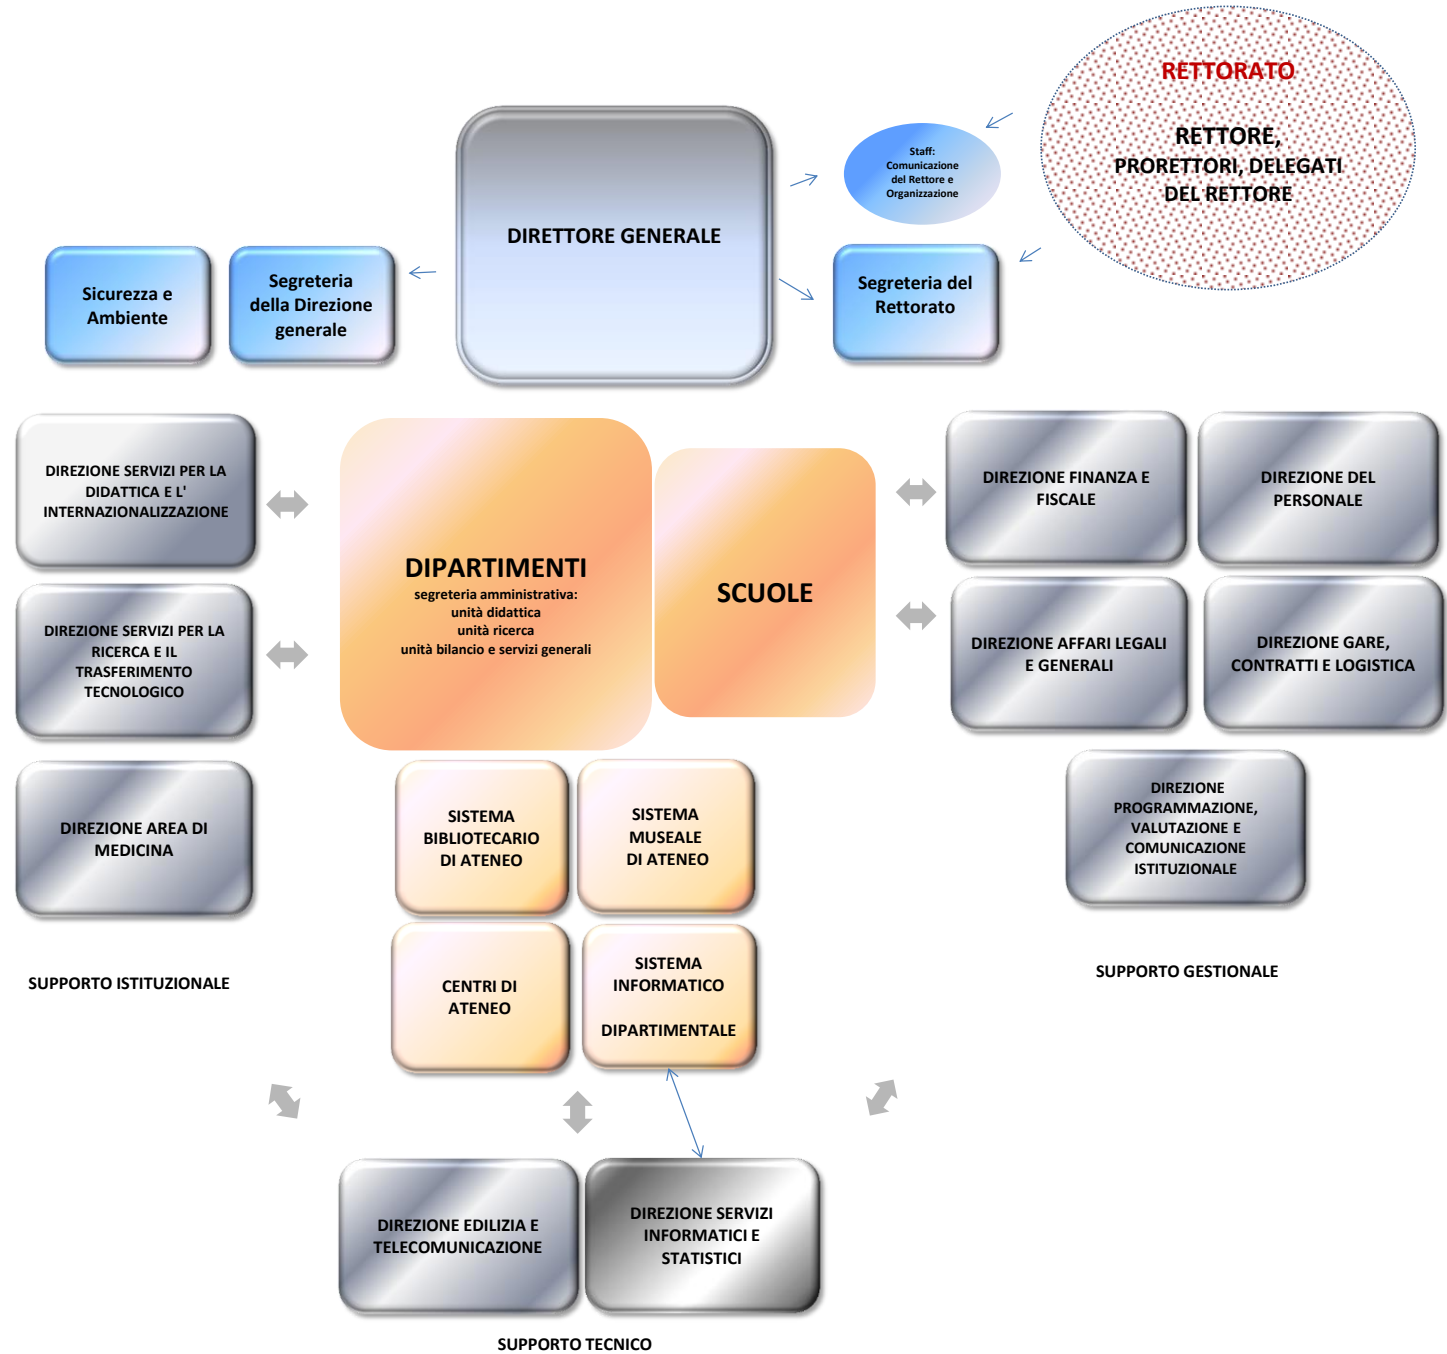 RETTORATO
RETTORE,
PRORETTORI, DELEGATI
DEL RETTORE
Staff:
Comunicazione
del Rettore e
Organizzazione
DIRETTORE GENERALE
Sicurezza e
Ambiente
Segreteria
della Direzione
generale
Segreteria del
Rettorato
DIREZIONE SERVIZI PER LA
DIDATTICA E L'
INTERNAZIONALIZZAZIONE
DIREZIONE SERVIZI PER LA
RICERCA E IL
TRASFERIMENTO
TECNOLOGICO
DIREZIONE AREA DI
MEDICINA
SUPPORTO ISTITUZIONALE
DIPARTIMENTI
segreteria amministrativa:
unità didattica
unità ricerca
unità bilancio e servizi generali
SCUOLE
SISTEMA
BIBLIOTECARIO
DI ATENEO
SISTEMA
MUSEALE
DI ATENEO
CENTRI DI
ATENEO
SISTEMA
INFORMATICO
DIPARTIMENTALE
DIREZIONE FINANZA E
FISCALE
DIREZIONE DEL
PERSONALE
DIREZIONE AFFARI LEGALI
E GENERALI
DIREZIONE GARE,
CONTRATTI E LOGISTICA
DIREZIONE
PROGRAMMAZIONE,
VALUTAZIONE E
COMUNICAZIONE
ISTITUZIONALE
SUPPORTO GESTIONALE
DIREZIONE EDILIZIA E
TELECOMUNICAZIONE
DIREZIONE SERVIZI
INFORMATICI E
STATISTICI
SUPPORTO TECNICO